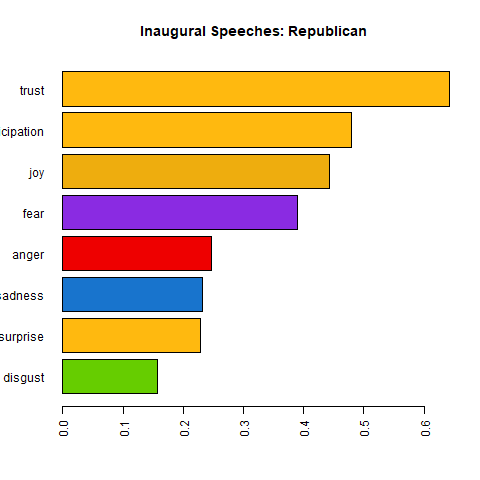 Inaugural Speeches: Republican
trust
cipation
joy
fear
anger
sadness
surprise
disgust
0.0 0.1 0.2 0.3 0.4 0.5 0.6